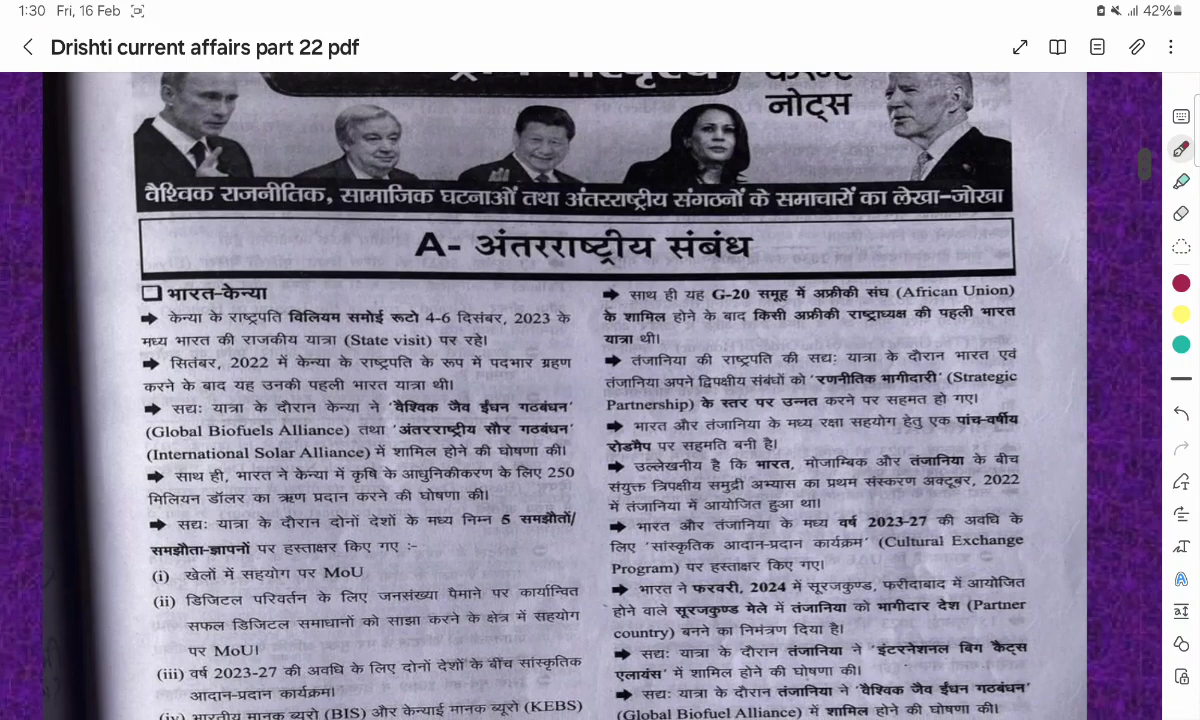 1:30 Fri, 16 Feb
42%
Drishti current affairs part 22 pdf
नोट्स
वैश्विक राजनीतिक, सामाजिक घटनाओं तथा अंतरराष्ट्रीय संगठनों के समाचारों का लेखा-जोखा
A- अंतरराष्ट्रीय संबंध
❑ भारत-केन्या
➡ केन्या के राष्ट्रपति विलियम समोई रूटो 4-6 दिसंबर, 2023 के
मध्य भारत की राजकीय यात्रा (State visit) पर रहे।
➡ सितंबर, 2022 में केन्या के राष्ट्रपति के रूप में पदभार ग्रहण
करने के बाद यह उनकी पहली भारत यात्रा थी।
➡ सद्यः यात्रा के दौरान केन्या ने 'वैश्विक जैव ईंधन गठबंधन'
(Global Biofuels Alliance) तथा 'अंतरराष्ट्रीय सौर गठबंधन'
(International Solar Alliance) में शामिल होने की घोषणा की।
➡ साथ ही, भारत ने केन्या में कृषि के आधुनिकीकरण के लिए 250
मिलियन डॉलर का ऋण प्रदान करने की घोषणा की।
➡ सद्यः यात्रा के दौरान दोनों देशों के मध्य निम्न 5 समझौतों/
समझौता-ज्ञापनों पर हस्ताक्षर किए गए :-
(i) खेलों में सहयोग पर MoU
(ii) डिजिटल परिवर्तन के लिए जनसंख्या पैमाने पर कार्यान्वित
सफल डिजिटल समाधानों को साझा करने के क्षेत्र में सहयोग
पर MoU।
(iii) वर्ष 2023-27 की अवधि के लिए दोनों देशों के बीच सांस्कृतिक
आदान-प्रदान कार्यक्रम।
(iv) भारतीय मानक ब्यूरो (BIS) और केन्याई मानक ब्यूरो (KEBS)
➡ साथ ही यह G-20 समूह में अफ्रीकी संघ (African Union)
के शामिल होने के बाद किसी अफ्रीकी राष्ट्राध्यक्ष की पहली भारत
यात्रा थी।
➡ तंजानिया की राष्ट्रपति की सद्यः यात्रा के दौरान भारत एवं
तंजानिया अपने द्विपक्षीय संबंधों को 'रणनीतिक भागीदारी' (Strategic
Partnership) के स्तर पर उन्नत करने पर सहमत हो गए।
➡ भारत और तंजानिया के मध्य रक्षा सहयोग हेतु एक पांच-वर्षीय
रोडमैप पर सहमति बनी है।
➡ उल्लेखनीय है कि भारत, मोजाम्बिक और तंजानिया के बीच
संयुक्त त्रिपक्षीय समुद्री अभ्यास का प्रथम संस्करण अक्टूबर, 2022
में तंजानिया में आयोजित हुआ था।
➡ भारत और तंजानिया के मध्य वर्ष 2023-27 की अवधि के
लिए 'सांस्कृतिक आदान-प्रदान कार्यक्रम' (Cultural Exchange
Program) पर हस्ताक्षर किए गए।
➡ भारत ने फरवरी, 2024 में सूरजकुण्ड, फरीदाबाद में आयोजित
होने वाले सूरजकुण्ड मेले में तंजानिया को भागीदार देश (Partner
country) बनने का निमंत्रण दिया है।
➡ सद्यः यात्रा के दौरान तंजानिया ने 'इंटरनेशनल बिग कैट्स
एलायंस' में शामिल होने की घोषणा की।
➡ सद्यः यात्रा के दौरान तंजानिया ने 'वैश्विक जैव ईंधन गठबंधन'
(Global Biofuel Alliance) में शामिल होने की घोषणा की।